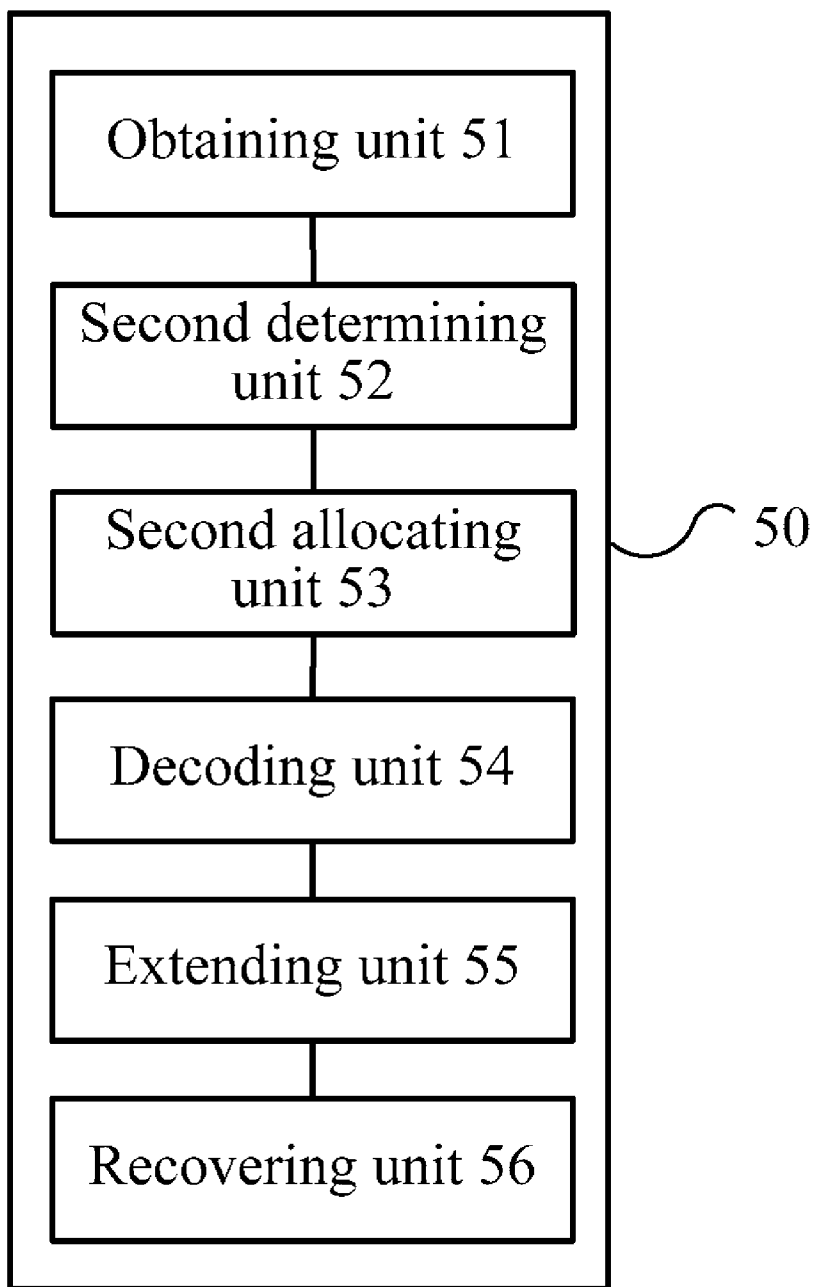 Obtaining unit 51
Second determining
unit 52
Second allocating
unit 53
50
Decoding unit 54
Extending unit 55
Recovering unit 56